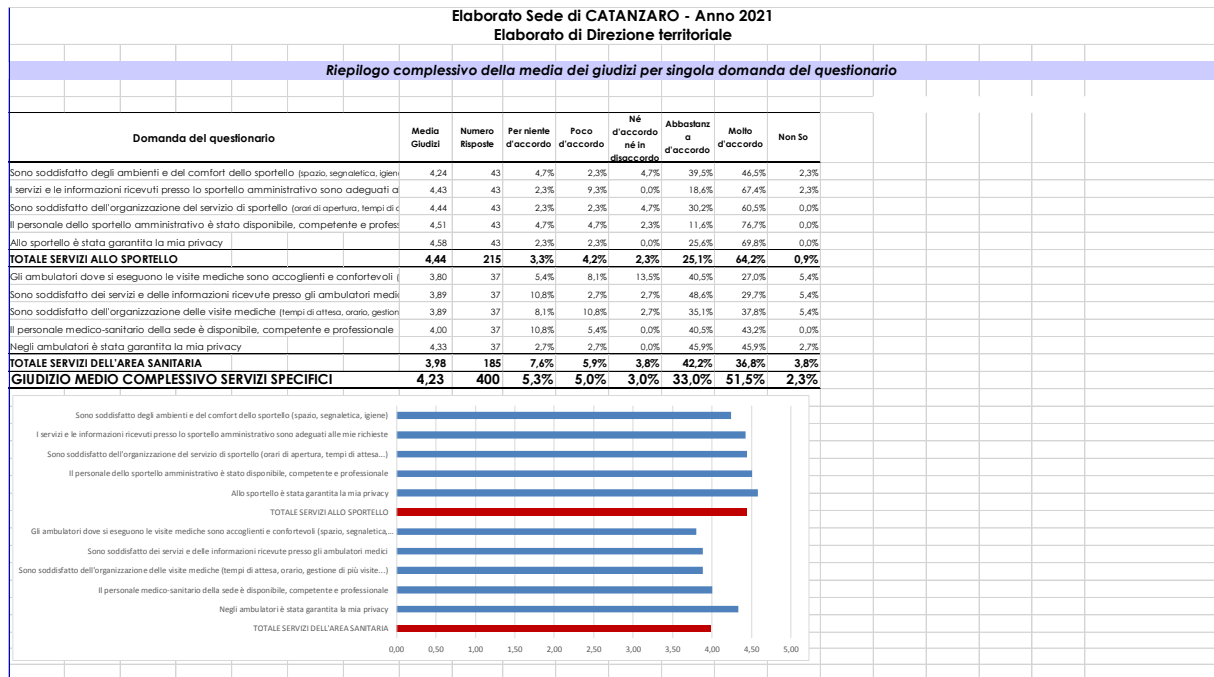 Elaborato Sede di CATANZARO - Anno 2021
Elaborato di Direzione territoriale
Riepilogo complessivo della media dei giudizi per singola domanda del questionario
Domanda del questionario Media Giudizi Numero Risposte Per niente d'accordo Poco d'accordo Né d'accordo né in disaccordo Abbastanz a d'accordo Molto d'accordo Non So
Sono soddisfatto degli ambienti e del comfort dello sportello (spazio, segnaletica, igien 4,24 43 4,7% 2,3% 4,7% 39,5% 46,5% 2,3%
I servizi e le informazioni ricevuti presso lo sportello amministrativo sono adeguati a 4,43 43 2,3% 9,3% 0,0% 18,6% 67,4% 2,3%
Sono soddisfatto dell'organizzazione del servizio di sportello (orari di apertura, tempi di 4,44 43 2,3% 2,3% 4,7% 30,2% 60,5% 0,0%
Il personale dello sportello amministrativo è stato disponibile, competente e profess 4,51 43 4,7% 4,7% 2,3% 11,6% 76,7% 0,0%
Allo sportello è stata garantita la mia privacy 4,58 43 2,3% 2,3% 0,0% 25,6% 69,8% 0,0%
TOTALE SERVIZI ALLO SPORTELLO 4,44 215 3,3% 4,2% 2,3% 25,1% 64,2% 0,9%
Gli ambulatori dove si eseguono le visite mediche sono accoglienti e confortevoli ( 3,80 37 5,4% 8,1% 13,5% 40,5% 27,0% 5,4%
Sono soddisfatto dei servizi e delle informazioni ricevute presso gli ambulatori medic 3,89 37 10,8% 2,7% 2,7% 48,6% 29,7% 5,4%
Sono soddisfatto dell'organizzazione delle visite mediche (tempi di attesa, orario, gestion 3,89 37 8,1% 10,8% 2,7% 35,1% 37,8% 5,4%
Il personale medico-sanitario della sede è disponibile, competente e professionale 4,00 37 10,8% 5,4% 0,0% 40,5% 43,2% 0,0%
Negli ambulatori è stata garantita la mia privacy 4,33 37 2,7% 2,7% 0,0% 45,9% 45,9% 2,7%
TOTALE SERVIZI DELL'AREA SANITARIA 3,98 185 7,6% 5,9% 3,8% 42,2% 36,8% 3,8%
GIUDIZIO MEDIO COMPLESSIVO SERVIZI SPECIFICI 4,23 400 5,3% 5,0% 3,0% 33,0% 51,5% 2,3%
Sono soddisfatto degli ambienti e del comfort dello sportello (spazio, segnaletica, igiene)
I servizi e le informazioni ricevuti presso lo sportello amministrativo sono adeguati alle mie richieste
Sono soddisfatto dell'organizzazione del servizio di sportello (orari di apertura, tempi di attesa...)
Il personale dello sportello amministrativo è stato disponibile, competente e professionale
Allo sportello è stata garantita la mia privacy
TOTALE SERVIZI ALLO SPORTELLO
Gli ambulatori dove si eseguono le visite mediche sono accoglienti e confortevoli (spazio, segnaletica,...
Sono soddisfatto dei servizi e delle informazioni ricevute presso gli ambulatori medici
Sono soddisfatto dell'organizzazione delle visite mediche (tempi di attesa, orario, gestione di più visite...)
Il personale medico-sanitario della sede è disponibile, competente e professionale
Negli ambulatori è stata garantita la mia privacy
TOTALE SERVIZI DELL'AREA SANITARIA
0,00 0,50 1,00 1,50 2,00 2,50 3,00 3,50 4,00 4,50 5,00